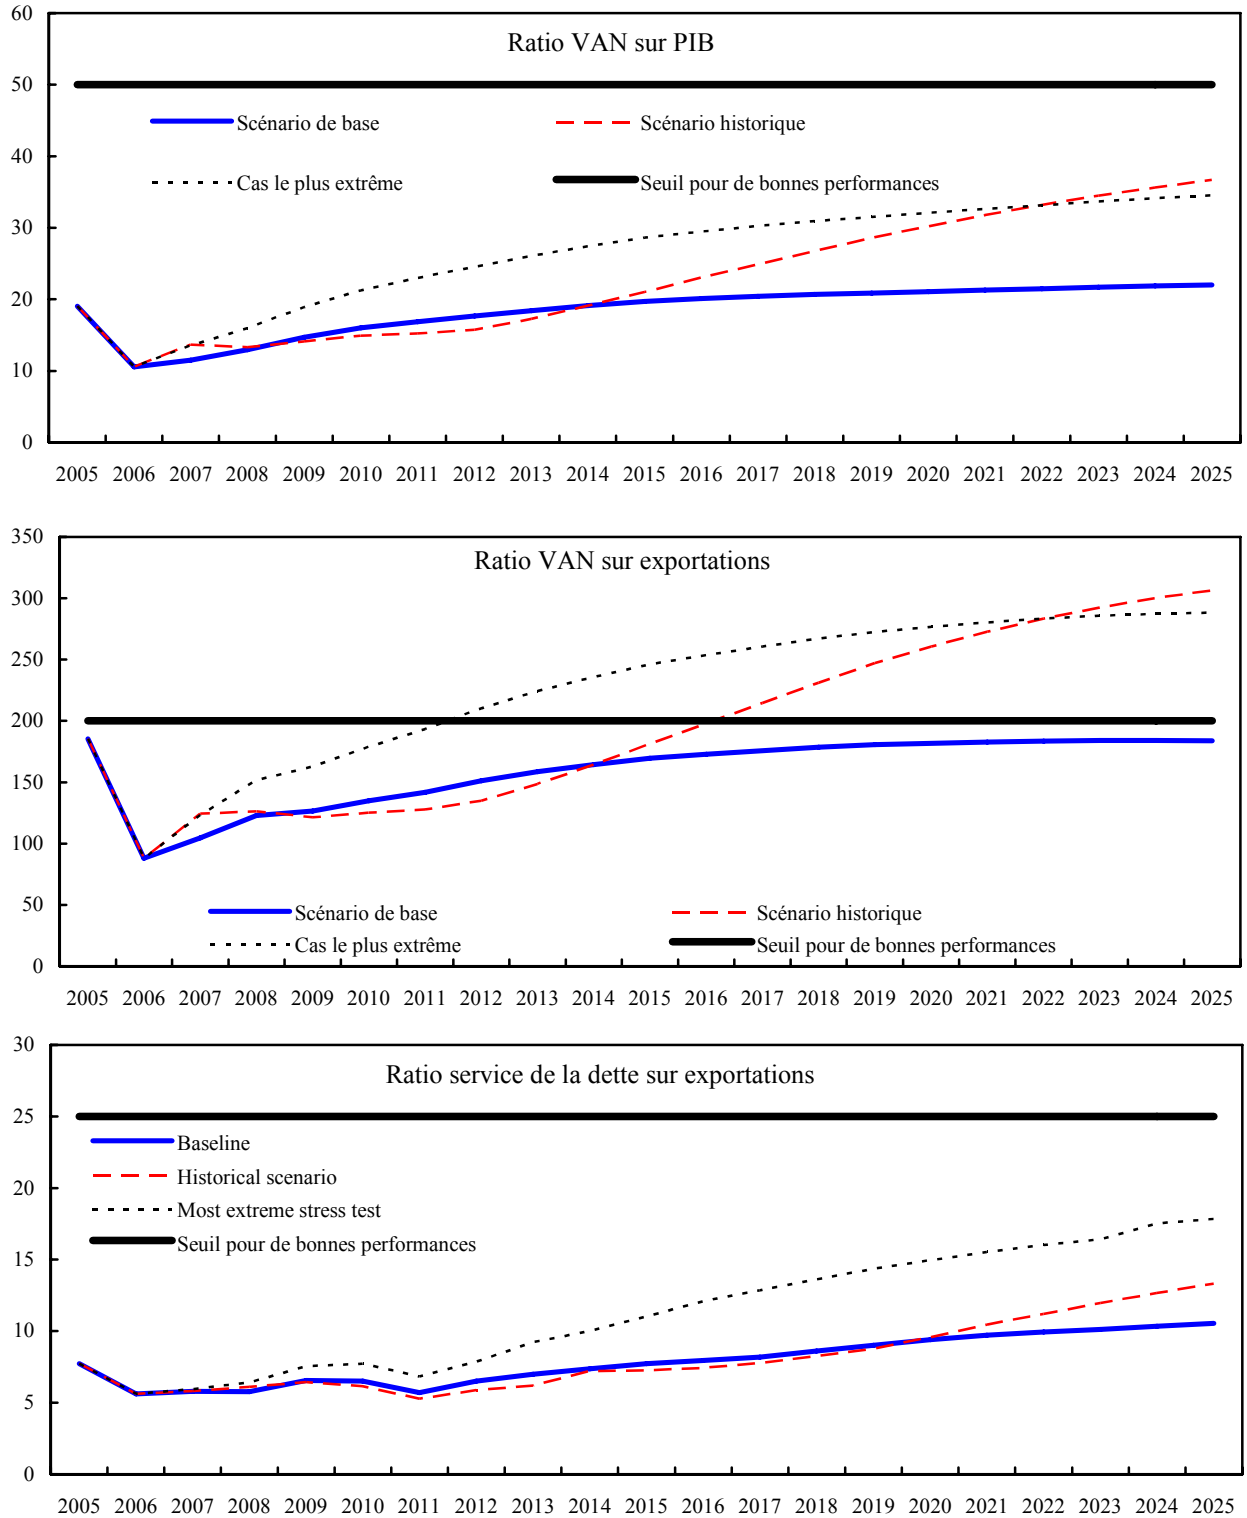 Ratio VAN sur PIB
60
50
40
30
20
10
0
Scénario de base
Scénario historique
Cas le plus extrême
Seuil pour de bonnes performances
2005 2006 2007 2008 2009 2010 2011 2012 2013 2014 2015 2016 2017 2018 2019 2020 2021 2022 2023 2024 2025
Ratio VAN sur exportations
350
300
250
200
150
100
50
0
Scénario de base
Scénario historique
Cas le plus extrême
Seuil pour de bonnes performances
2005 2006 2007 2008 2009 2010 2011 2012 2013 2014 2015 2016 2017 2018 2019 2020 2021 2022 2023 2024 2025
Ratio service de la dette sur exportations
30
25
20
15
10
5
0
Baseline
Historical scenario
Most extreme stress test
Seuil pour de bonnes performances
2005 2006 2007 2008 2009 2010 2011 2012 2013 2014 2015 2016 2017 2018 2019 2020 2021 2022 2023 2024 2025